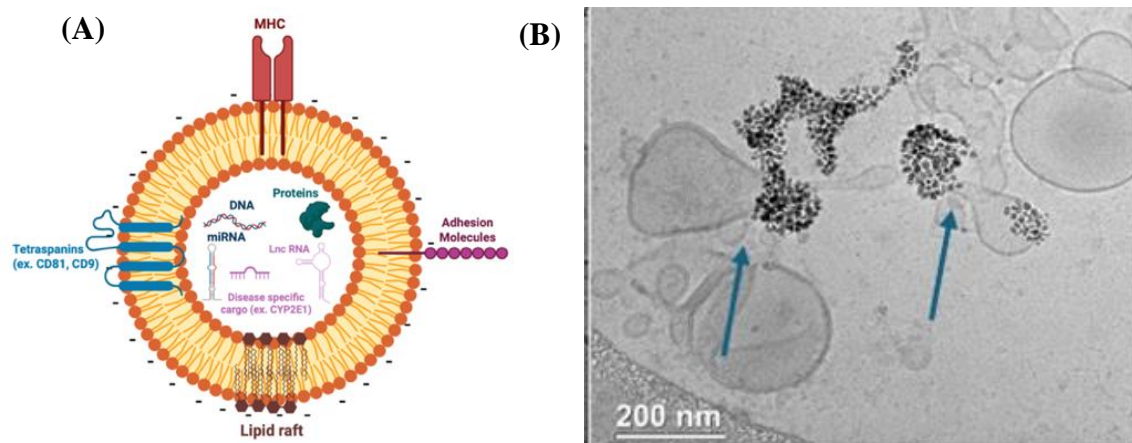 (A)
MHC
Proteins
DNA
miRNA
Lnc RNA
Tetraspanins
(ex. CD81, CD9)
Adhesion
Molecules
Disease specific
cargo (ex. CYP2E1)
Lipid raft
(B)
200 nm